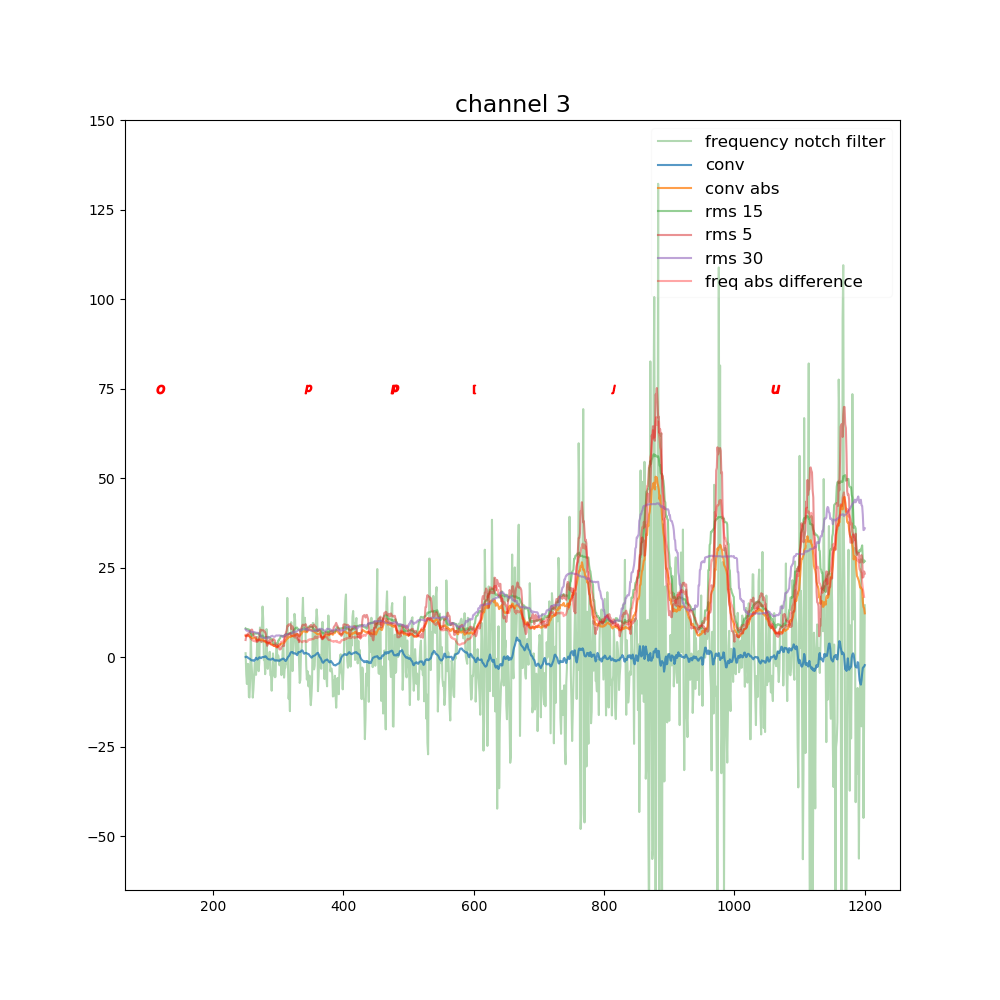 channel 3
150
125
100
75
50
25
0
−25
−50
200
400
600
800
1000
1200
frequency notch filter
conv
conv abs
rms 15
rms 5
rms 30
freq abs difference
o p p u